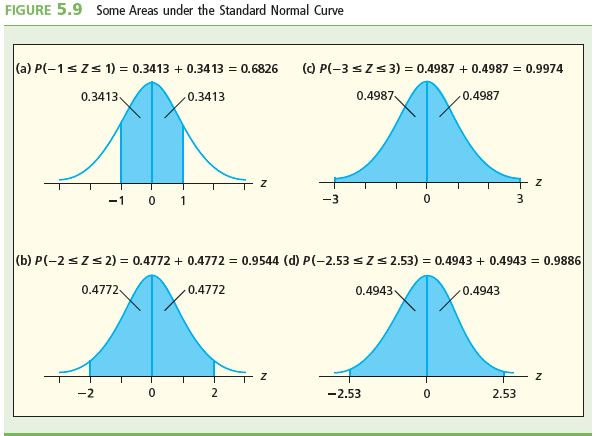 FIGURE 5.9 Some Areas under the Standard Normal Curve
(a) P(−1 ≤ Z ≤ 1) = 0.3413 + 0.3413 = 0.6826
0.3413 0.3413
z
−1 0 1
(c) P(−3 ≤ Z ≤ 3) = 0.4987 + 0.4987 = 0.9974
0.4987 0.4987
z
−3 0 3
(b) P(−2 ≤ Z ≤ 2) = 0.4772 + 0.4772 = 0.9544
0.4772 0.4772
z
−2 0 2
(d) P(−2.53 ≤ Z ≤ 2.53) = 0.4943 + 0.4943 = 0.9886
0.4943 0.4943
z
−2.53 0 2.53